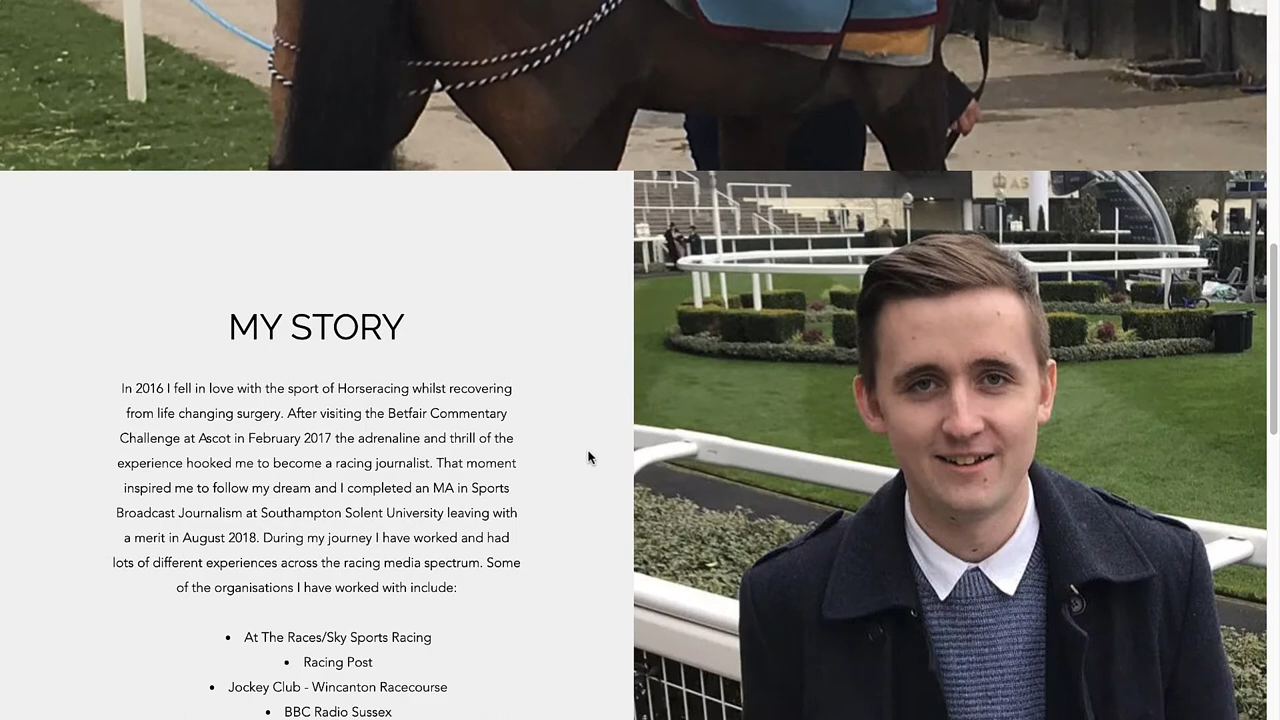 AS
MY STORY
In 2016 I fell in love with the sport of Horseracing whilst recovering
from life changing surgery. After visiting the Betfair Commentary
Challenge at Ascot in February 2017 the adrenaline and thrill of the
experience hooked me to become a racing journalist. That moment
inspired me to follow my dream and I completed an MA in Sports
Broadcast Journalism at Southampton Solent University leaving with
a merit in August 2018. During my journey I have worked and had
lots of different experiences across the racing media spectrum. Some
of the organisations I have worked with include:
• At The Races/Sky Sports Racing
• Racing Post
• Jockey Club - Wincanton Racecourse
• BBC Radio Sussex